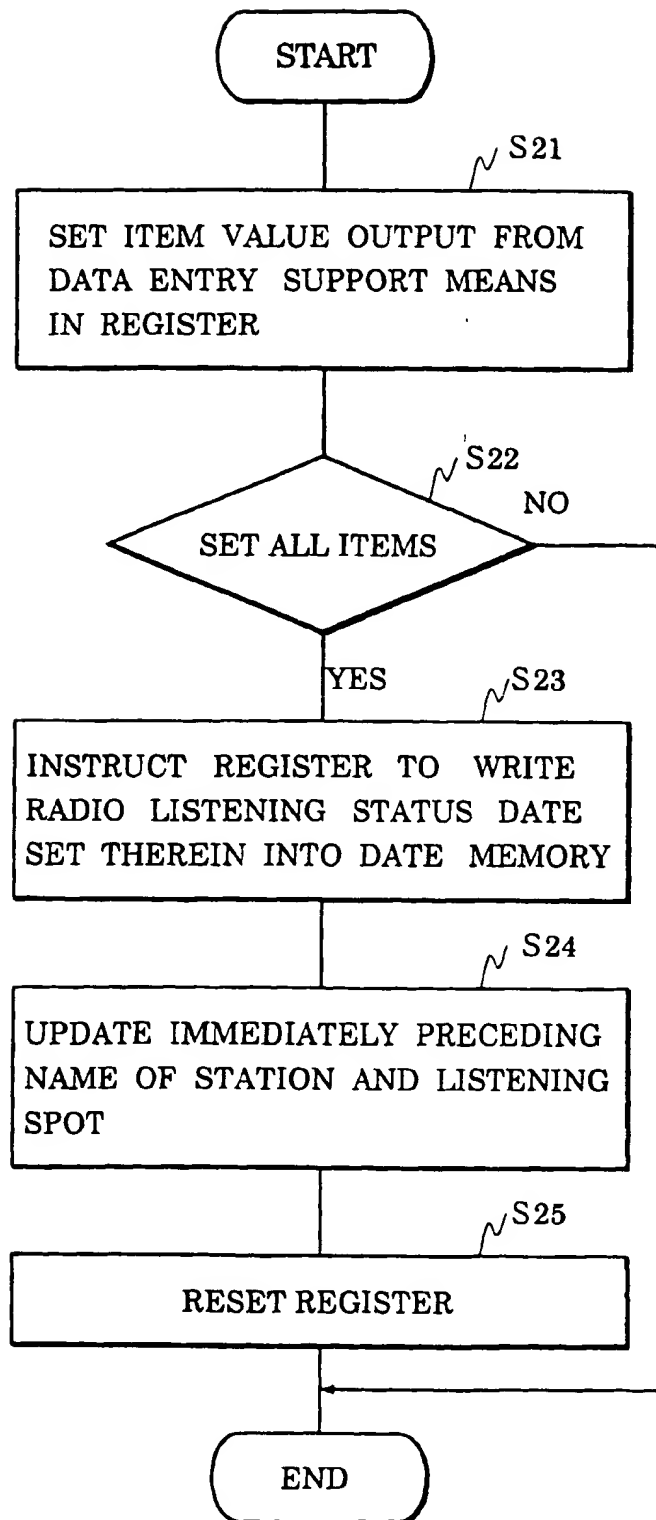 START
S21
SET ITEM VALUE OUTPUT FROM
DATA ENTRY SUPPORT MEANS
IN REGISTER
S22
NO
SET ALL ITEMS
YES
S23
INSTRUCT REGISTER TO WRITE
RADIO LISTENING STATUS DATE
SET THEREIN INTO DATE MEMORY
S24
UPDATE IMMEDIATELY PRECEDING
NAME OF STATION AND LISTENING
SPOT
S25
RESET REGISTER
END